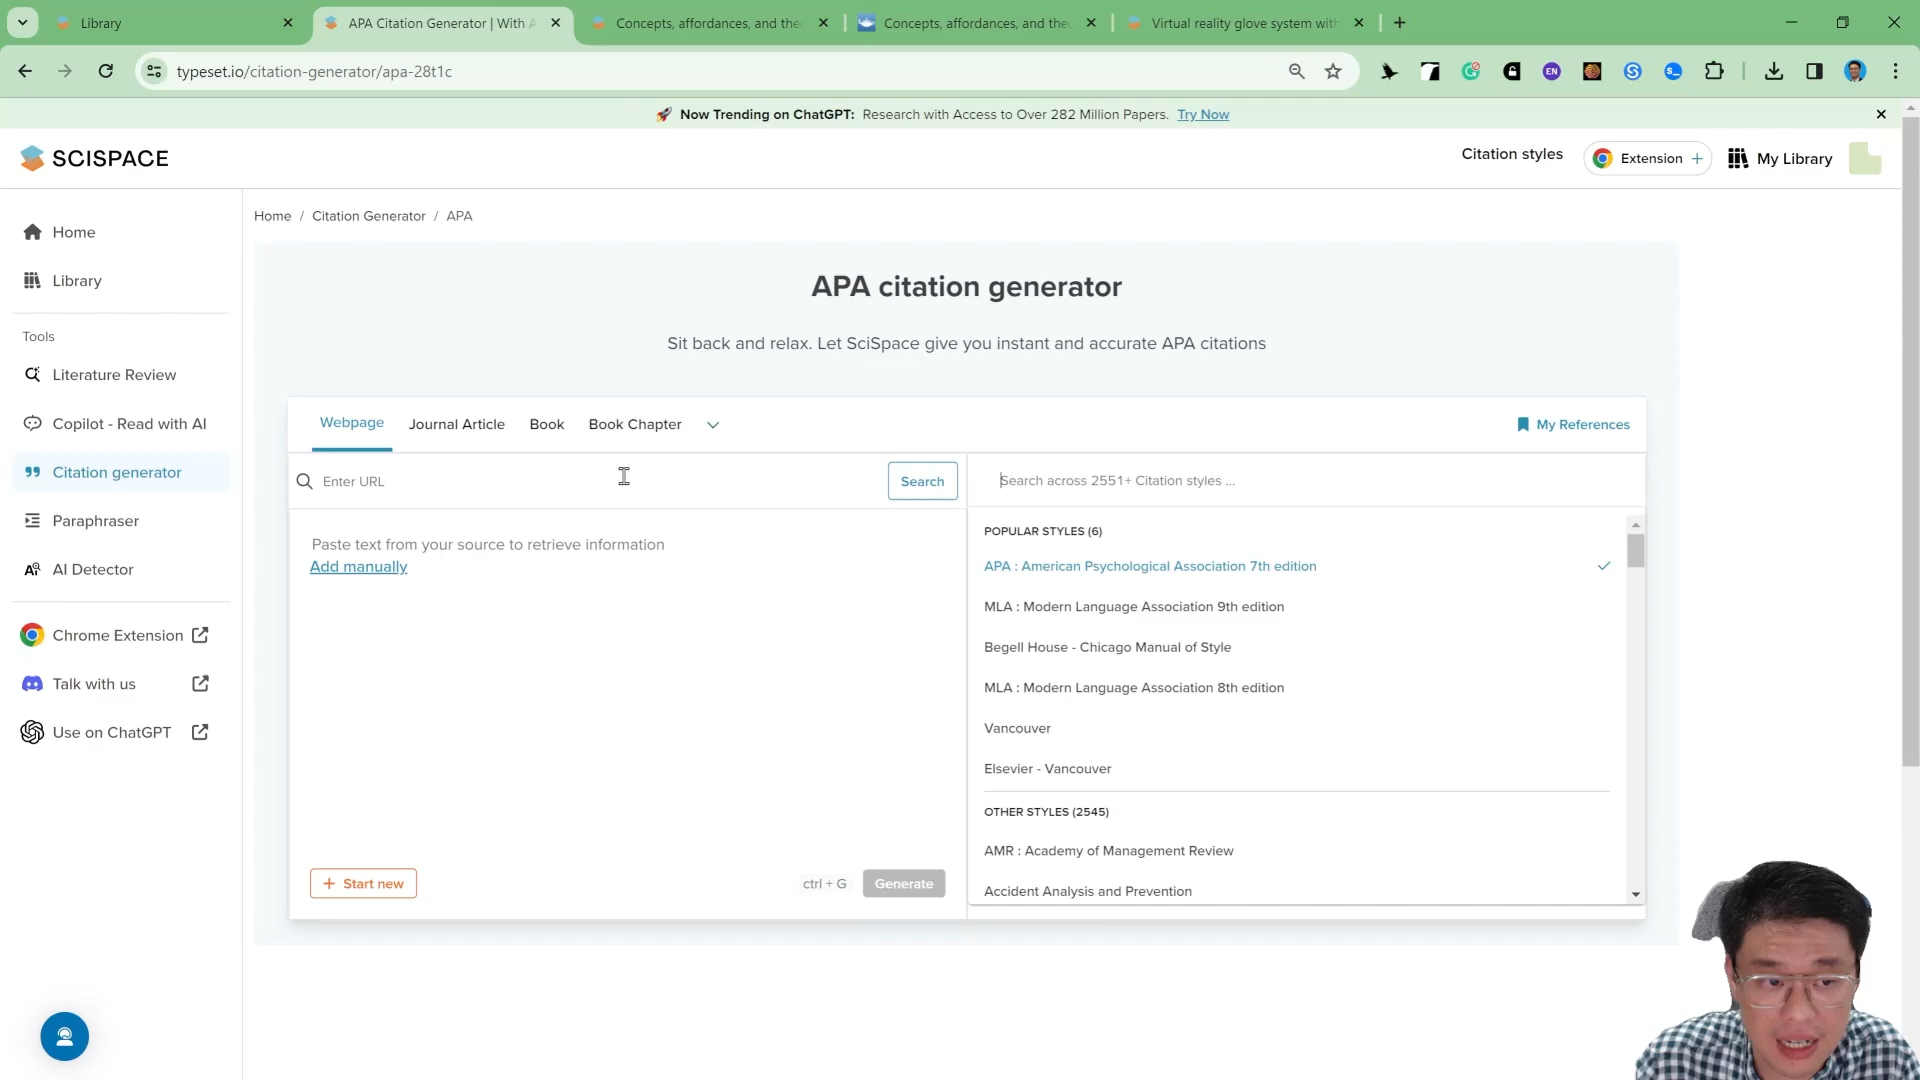 Library
APA Citation Generator | With A
Concepts, affordances, and the
Concepts, affordances, and the
Virtual reality glove system with
typeset.io/citation-generator/apa-28t1c
EN
Now Trending on ChatGPT: Research with Access to Over 282 Million Papers. Try Now
SCISPACE
Citation styles
Extension +
My Library
Home
Library
Tools
Literature Review
Copilot - Read with AI
Citation generator
Paraphraser
AI Detector
Chrome Extension
Talk with us
Use on ChatGPT
Home / Citation Generator / APA
APA citation generator
Sit back and relax. Let SciSpace give you instant and accurate APA citations
Webpage
Journal Article
Book
Book Chapter
My References
Enter URL
Search
Paste text from your source to retrieve information
Add manually
+ Start new
ctrl + G
Generate
Search across 2551+ Citation styles ...
POPULAR STYLES (6)
APA : American Psychological Association 7th edition
MLA : Modern Language Association 9th edition
Begell House - Chicago Manual of Style
MLA : Modern Language Association 8th edition
Vancouver
Elsevier - Vancouver
OTHER STYLES (2545)
AMR : Academy of Management Review
Accident Analysis and Prevention